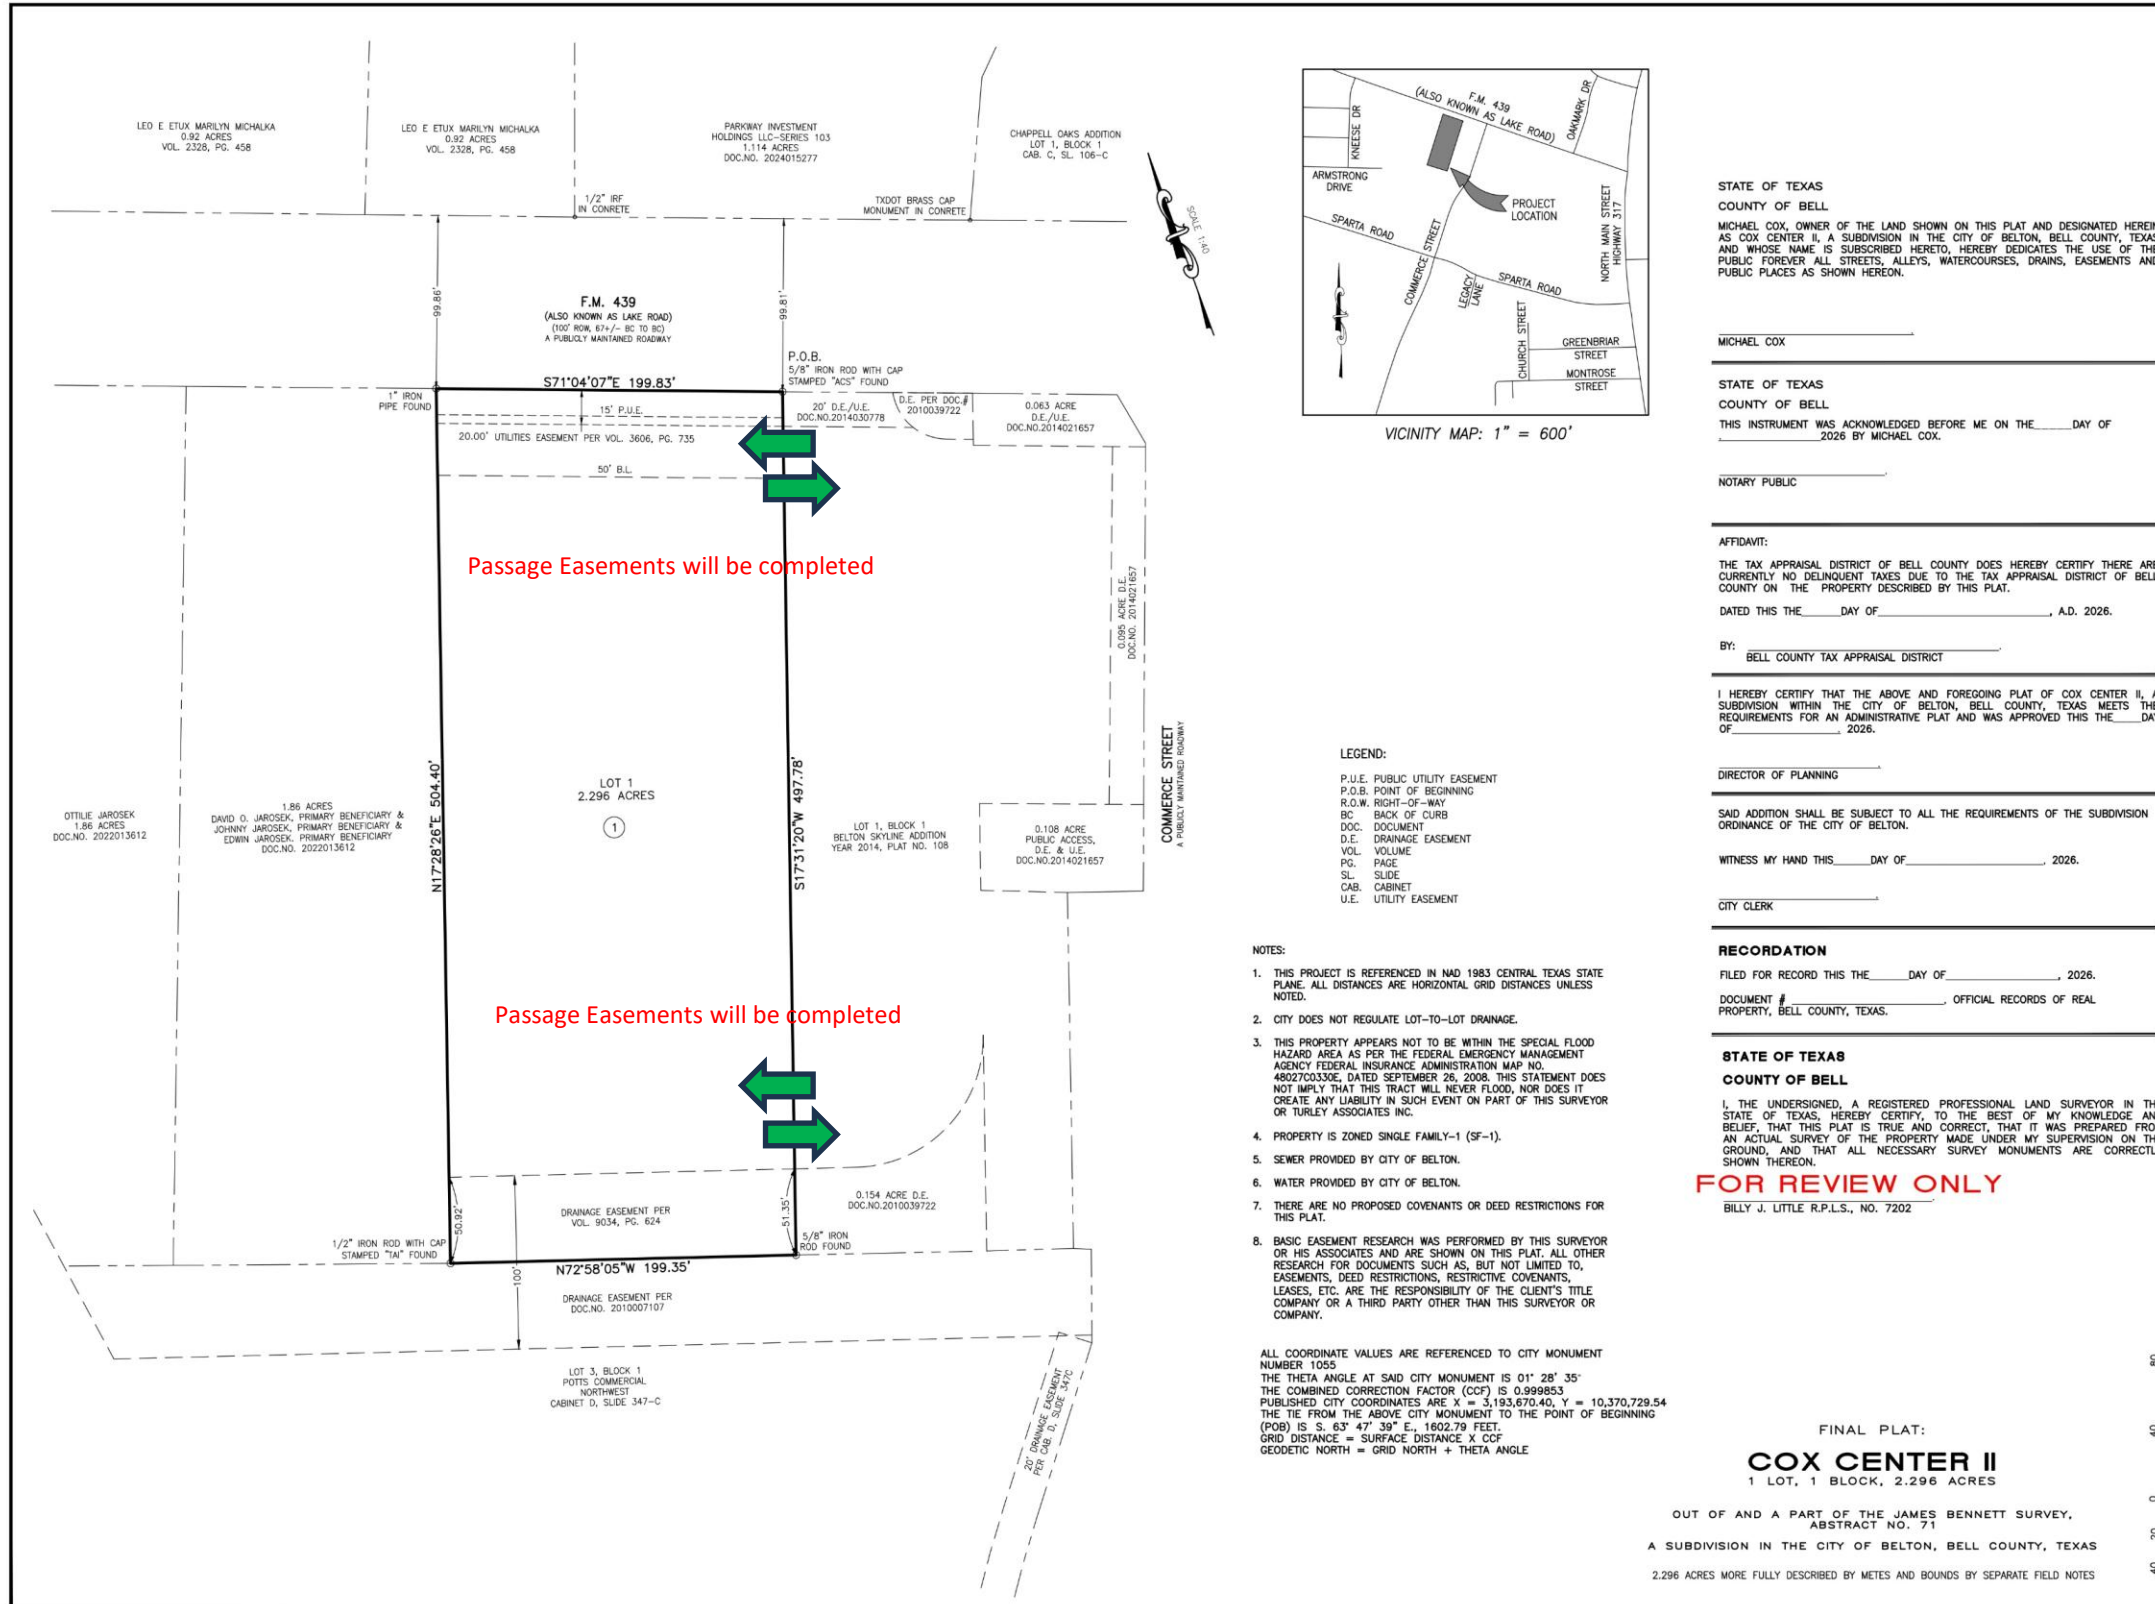 LEO E ETUX MARILYN MICHALKA
0.92 ACRES
VOL. 2328, PG. 458
LEO E ETUX MARILYN MICHALKA
0.92 ACRES
VOL. 2328, PG. 458
PARKWAY INVESTMENT
HOLDINGS LLC-SERIES 103
1.114 ACRES
DOC.NO. 2024015277
CHAPPELL OAKS ADDITION
LOT 1, BLOCK 1
CAB. C, SL. 106-C
1/2" IRF
IN CONRETE
TXDOT BRASS CAP
MONUMENT IN CONRETE
SCALE 1:40
99.86'
F.M. 439
(ALSO KNOWN AS LAKE ROAD)
(100' ROW, 67+/- BC TO BC)
A PUBLICLY MAINTAINED ROADWAY
99.81'
P.O.B.
5/8" IRON ROD WITH CAP
STAMPED "ACS" FOUND
1" IRON
PIPE FOUND
S71°04'07"E 199.83'
15' P.U.E.
20.00' UTILITIES EASEMENT PER VOL. 3606, PG. 735
50' B.L.
20' D.E./U.E.
DOC.NO.2014030778
D.E. PER DOC.#
2010039722
0.063 ACRE
D.E./U.E.
DOC.NO.2014021657
Passage Easements will be completed
0.095 ACRE D.E.
DOC.NO. 2014021657
COMMERCE STREET
A PUBLICLY MAINTAINED ROADWAY
OTTILIE JAROSEK
1.86 ACRES
DOC.NO. 2022013612
1.86 ACRES
DAVID O. JAROSEK, PRIMARY BENEFICIARY &
JOHNNY JAROSEK, PRIMARY BENEFICIARY &
EDWIN JAROSEK, PRIMARY BENEFICIARY
DOC.NO. 2022013612
N17°28'26"E 504.40'
LOT 1
2.296 ACRES
1
S17°31'20"W 497.78'
LOT 1, BLOCK 1
BELTON SKYLINE ADDITION
YEAR 2014, PLAT NO. 108
0.108 ACRE
PUBLIC ACCESS,
D.E. & U.E.
DOC.NO.2014021657
Passage Easements will be completed
50.92'
DRAINAGE EASEMENT PER
VOL. 9034, PG. 624
51.35'
0.154 ACRE D.E.
DOC.NO.2010039722
1/2" IRON ROD WITH CAP
STAMPED "TAI" FOUND
5/8" IRON
ROD FOUND
N72°58'05"W 199.35'
100'
DRAINAGE EASEMENT PER
DOC.NO. 2010007107
LOT 3, BLOCK 1
POTTS COMMERCIAL
NORTHWEST
CABINET D, SLIDE 347-C
20' DRAINAGE EASEMENT
PER CAB. D, SLIDE 347C
F.M. 439
(ALSO KNOWN AS LAKE ROAD)
KNEESE DR
OAKMARK DR
ARMSTRONG
DRIVE
PROJECT
LOCATION
SPARTA ROAD
COMMERCE STREET
NORTH MAIN STREET
HIGHWAY 317
LEGACY
LANE
SPARTA ROAD
CHURCH STREET
GREENBRIAR
STREET
MONTROSE
STREET
VICINITY MAP: 1" = 600'
LEGEND:
P.U.E. PUBLIC UTILITY EASEMENT
P.O.B. POINT OF BEGINNING
R.O.W. RIGHT-OF-WAY
BC BACK OF CURB
DOC. DOCUMENT
D.E. DRAINAGE EASEMENT
VOL. VOLUME
PG. PAGE
SL. SLIDE
CAB. CABINET
U.E. UTILITY EASEMENT
NOTES:
1. THIS PROJECT IS REFERENCED IN NAD 1983 CENTRAL TEXAS STATE
PLANE. ALL DISTANCES ARE HORIZONTAL GRID DISTANCES UNLESS
NOTED.
2. CITY DOES NOT REGULATE LOT-TO-LOT DRAINAGE.
3. THIS PROPERTY APPEARS NOT TO BE WITHIN THE SPECIAL FLOOD
HAZARD AREA AS PER THE FEDERAL EMERGENCY MANAGEMENT
AGENCY FEDERAL INSURANCE ADMINISTRATION MAP NO.
48027C0330E, DATED SEPTEMBER 26, 2008. THIS STATEMENT DOES
NOT IMPLY THAT THIS TRACT WILL NEVER FLOOD, NOR DOES IT
CREATE ANY LIABILITY IN SUCH EVENT ON PART OF THIS SURVEYOR
OR TURLEY ASSOCIATES INC.
4. PROPERTY IS ZONED SINGLE FAMILY-1 (SF-1).
5. SEWER PROVIDED BY CITY OF BELTON.
6. WATER PROVIDED BY CITY OF BELTON.
7. THERE ARE NO PROPOSED COVENANTS OR DEED RESTRICTIONS FOR
THIS PLAT.
8. BASIC EASEMENT RESEARCH WAS PERFORMED BY THIS SURVEYOR
OR HIS ASSOCIATES AND ARE SHOWN ON THIS PLAT. ALL OTHER
RESEARCH FOR DOCUMENTS SUCH AS, BUT NOT LIMITED TO,
EASEMENTS, DEED RESTRICTIONS, RESTRICTIVE COVENANTS,
LEASES, ETC. ARE THE RESPONSIBILITY OF THE CLIENT'S TITLE
COMPANY OR A THIRD PARTY OTHER THAN THIS SURVEYOR OR
COMPANY.
ALL COORDINATE VALUES ARE REFERENCED TO CITY MONUMENT
NUMBER 1055
THE THETA ANGLE AT SAID CITY MONUMENT IS 01° 28' 35"
THE COMBINED CORRECTION FACTOR (CCF) IS 0.999853
PUBLISHED CITY COORDINATES ARE X = 3,193,670.40, Y = 10,370,729.54
THE TIE FROM THE ABOVE CITY MONUMENT TO THE POINT OF BEGINNING
(POB) IS S. 63° 47' 39" E., 1602.79 FEET.
GRID DISTANCE = SURFACE DISTANCE X CCF
GEODETIC NORTH = GRID NORTH + THETA ANGLE
STATE OF TEXAS
COUNTY OF BELL
MICHAEL COX, OWNER OF THE LAND SHOWN ON THIS PLAT AND DESIGNATED HEREIN
AS COX CENTER II, A SUBDIVISION IN THE CITY OF BELTON, BELL COUNTY, TEXAS
AND WHOSE NAME IS SUBSCRIBED HERETO, HEREBY DEDICATES THE USE OF THE
PUBLIC FOREVER ALL STREETS, ALLEYS, WATERCOURSES, DRAINS, EASEMENTS AND
PUBLIC PLACES AS SHOWN HEREON.
MICHAEL COX
STATE OF TEXAS
COUNTY OF BELL
THIS INSTRUMENT WAS ACKNOWLEDGED BEFORE ME ON THE______DAY OF
______________2026 BY MICHAEL COX.
NOTARY PUBLIC
AFFIDAVIT:
THE TAX APPRAISAL DISTRICT OF BELL COUNTY DOES HEREBY CERTIFY THERE ARE
CURRENTLY NO DELINQUENT TAXES DUE TO THE TAX APPRAISAL DISTRICT OF BELL
COUNTY ON THE PROPERTY DESCRIBED BY THIS PLAT.
DATED THIS THE______DAY OF__________________, A.D. 2026.
BY:
BELL COUNTY TAX APPRAISAL DISTRICT
I HEREBY CERTIFY THAT THE ABOVE AND FOREGOING PLAT OF COX CENTER II, A
SUBDIVISION WITHIN THE CITY OF BELTON, BELL COUNTY, TEXAS MEETS THE
REQUIREMENTS FOR AN ADMINISTRATIVE PLAT AND WAS APPROVED THIS THE____DAY
OF______________, 2026.
DIRECTOR OF PLANNING
SAID ADDITION SHALL BE SUBJECT TO ALL THE REQUIREMENTS OF THE SUBDIVISION
ORDINANCE OF THE CITY OF BELTON.
WITNESS MY HAND THIS______DAY OF__________________, 2026.
CITY CLERK
RECORDATION
FILED FOR RECORD THIS THE______DAY OF______________, 2026.
DOCUMENT # __________________, OFFICIAL RECORDS OF REAL
PROPERTY, BELL COUNTY, TEXAS.
STATE OF TEXAS
COUNTY OF BELL
I, THE UNDERSIGNED, A REGISTERED PROFESSIONAL LAND SURVEYOR IN TH
STATE OF TEXAS, HEREBY CERTIFY, TO THE BEST OF MY KNOWLEDGE AN
BELIEF, THAT THIS PLAT IS TRUE AND CORRECT, THAT IT WAS PREPARED FRO
AN ACTUAL SURVEY OF THE PROPERTY MADE UNDER MY SUPERVISION ON TH
GROUND, AND THAT ALL NECESSARY SURVEY MONUMENTS ARE CORRECTL
SHOWN THEREON.
FOR REVIEW ONLY
BILLY J. LITTLE R.P.L.S., NO. 7202
FINAL PLAT:
COX CENTER II
1 LOT, 1 BLOCK, 2.296 ACRES
OUT OF AND A PART OF THE JAMES BENNETT SURVEY,
ABSTRACT NO. 71
A SUBDIVISION IN THE CITY OF BELTON, BELL COUNTY, TEXAS
2.296 ACRES MORE FULLY DESCRIBED BY METES AND BOUNDS BY SEPARATE FIELD NOTES